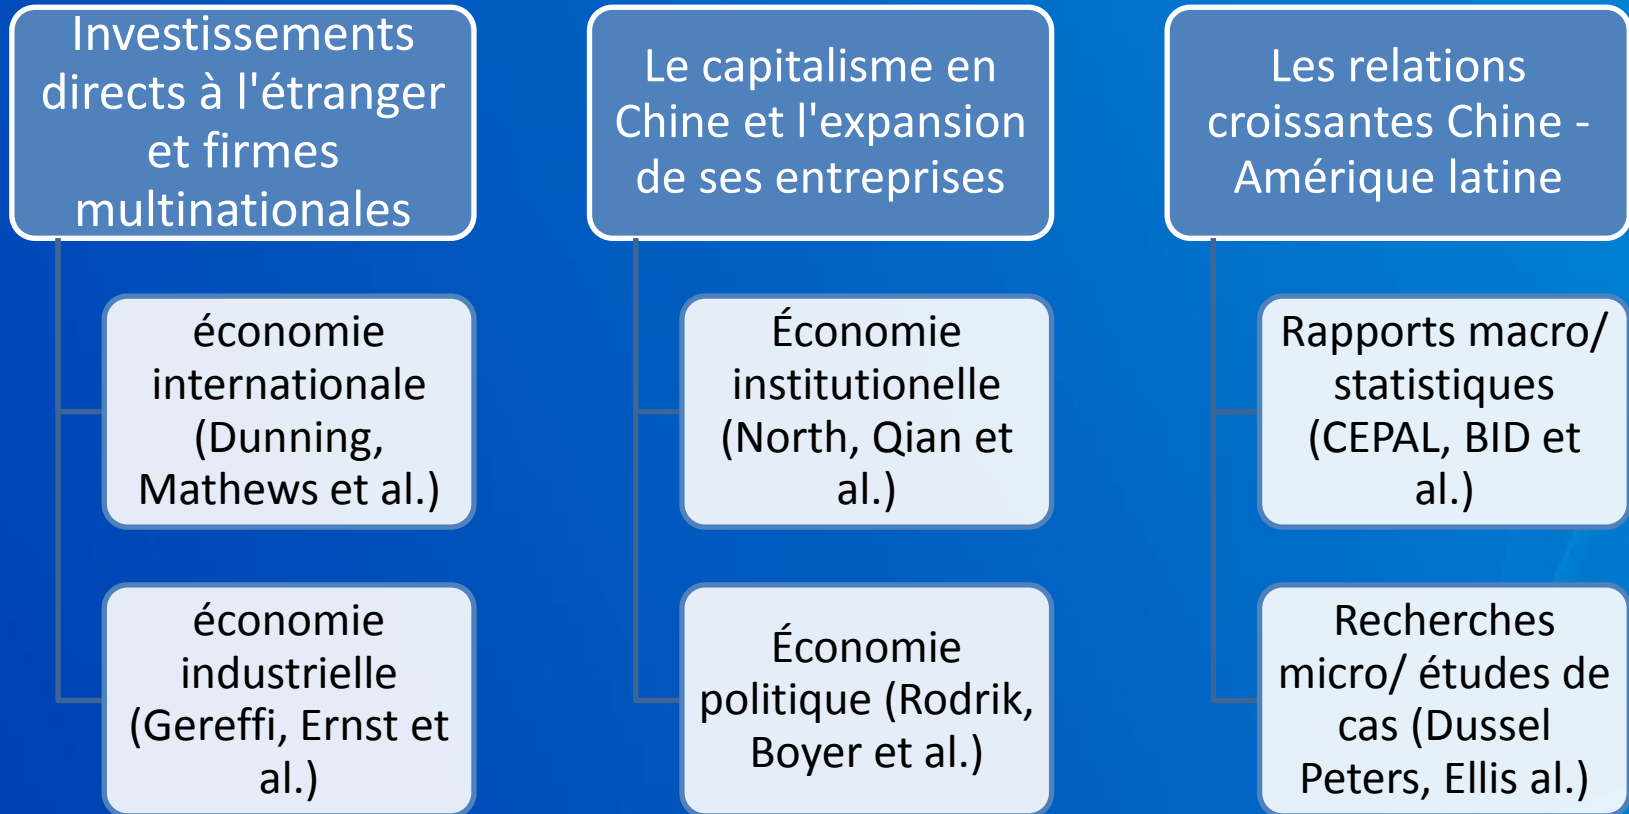 Investissements
directs à l'étranger
et firmes
multinationales
économie
internationale
(Dunning,
Mathews et al.)
économie
industrielle
(Gereffi, Ernst et
al.)
Le capitalisme en
Chine et l'expansion
de ses entreprises
Économie
institutionelle
(North, Qian et
al.)
Économie
politique (Rodrik,
Boyer et al.)
Les relations
croissantes Chine -
Amérique latine
Rapports macro/
statistiques
(CEPAL, BID et
al.)
Recherches
micro/ études de
cas (Dussel
Peters, Ellis al.)